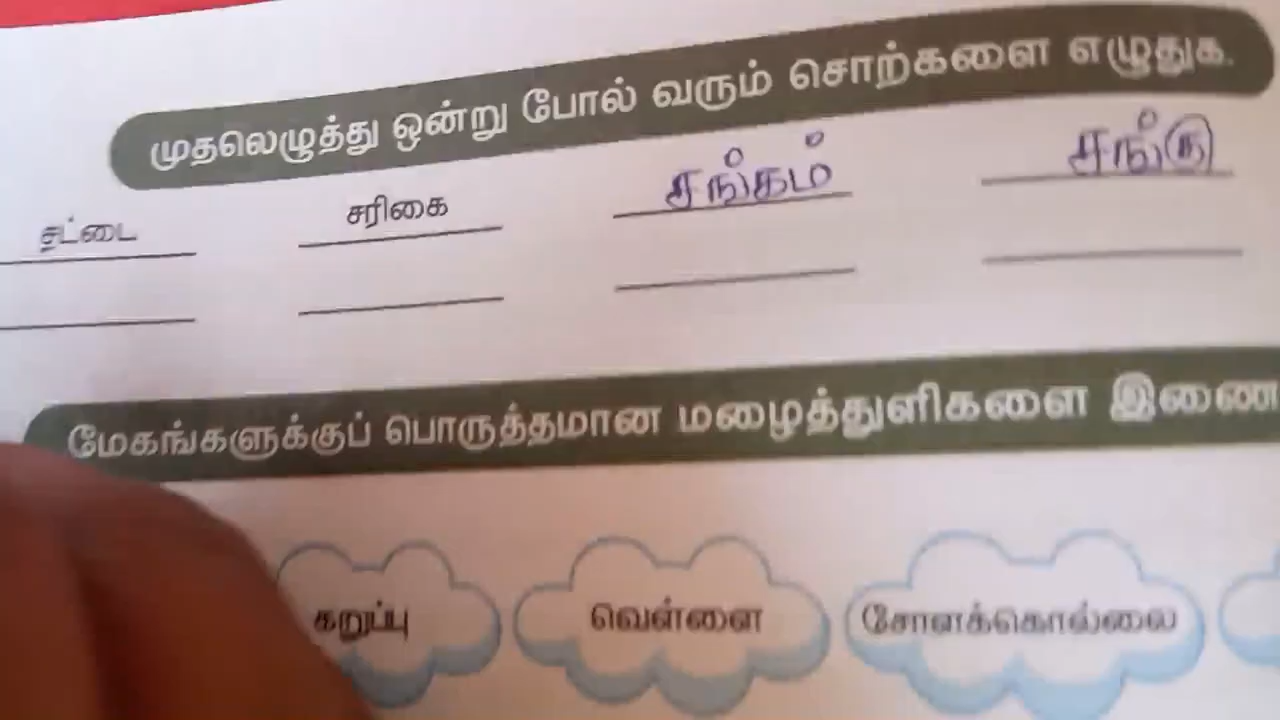 முதலெழுத்து ஒன்று போல் வரும் சொற்களை எழுதுக.
சட்டை சரிகை சங்கம் சங்கு
மேகங்களுக்குப் பொருத்தமான மழைத்துளிகளை இணை
கறுப்பு வெள்ளை சோளக்கொல்லை